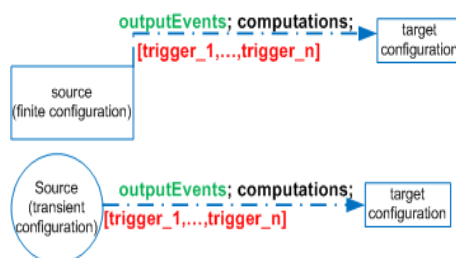 outputEvents; computations;
target
configuration
[trigger_1,...,trigger_n]
source
(finite configuration)
Source
(transient
configuration)
outputEvents; computations;
target
configuration
[trigger_1,...,trigger_n]